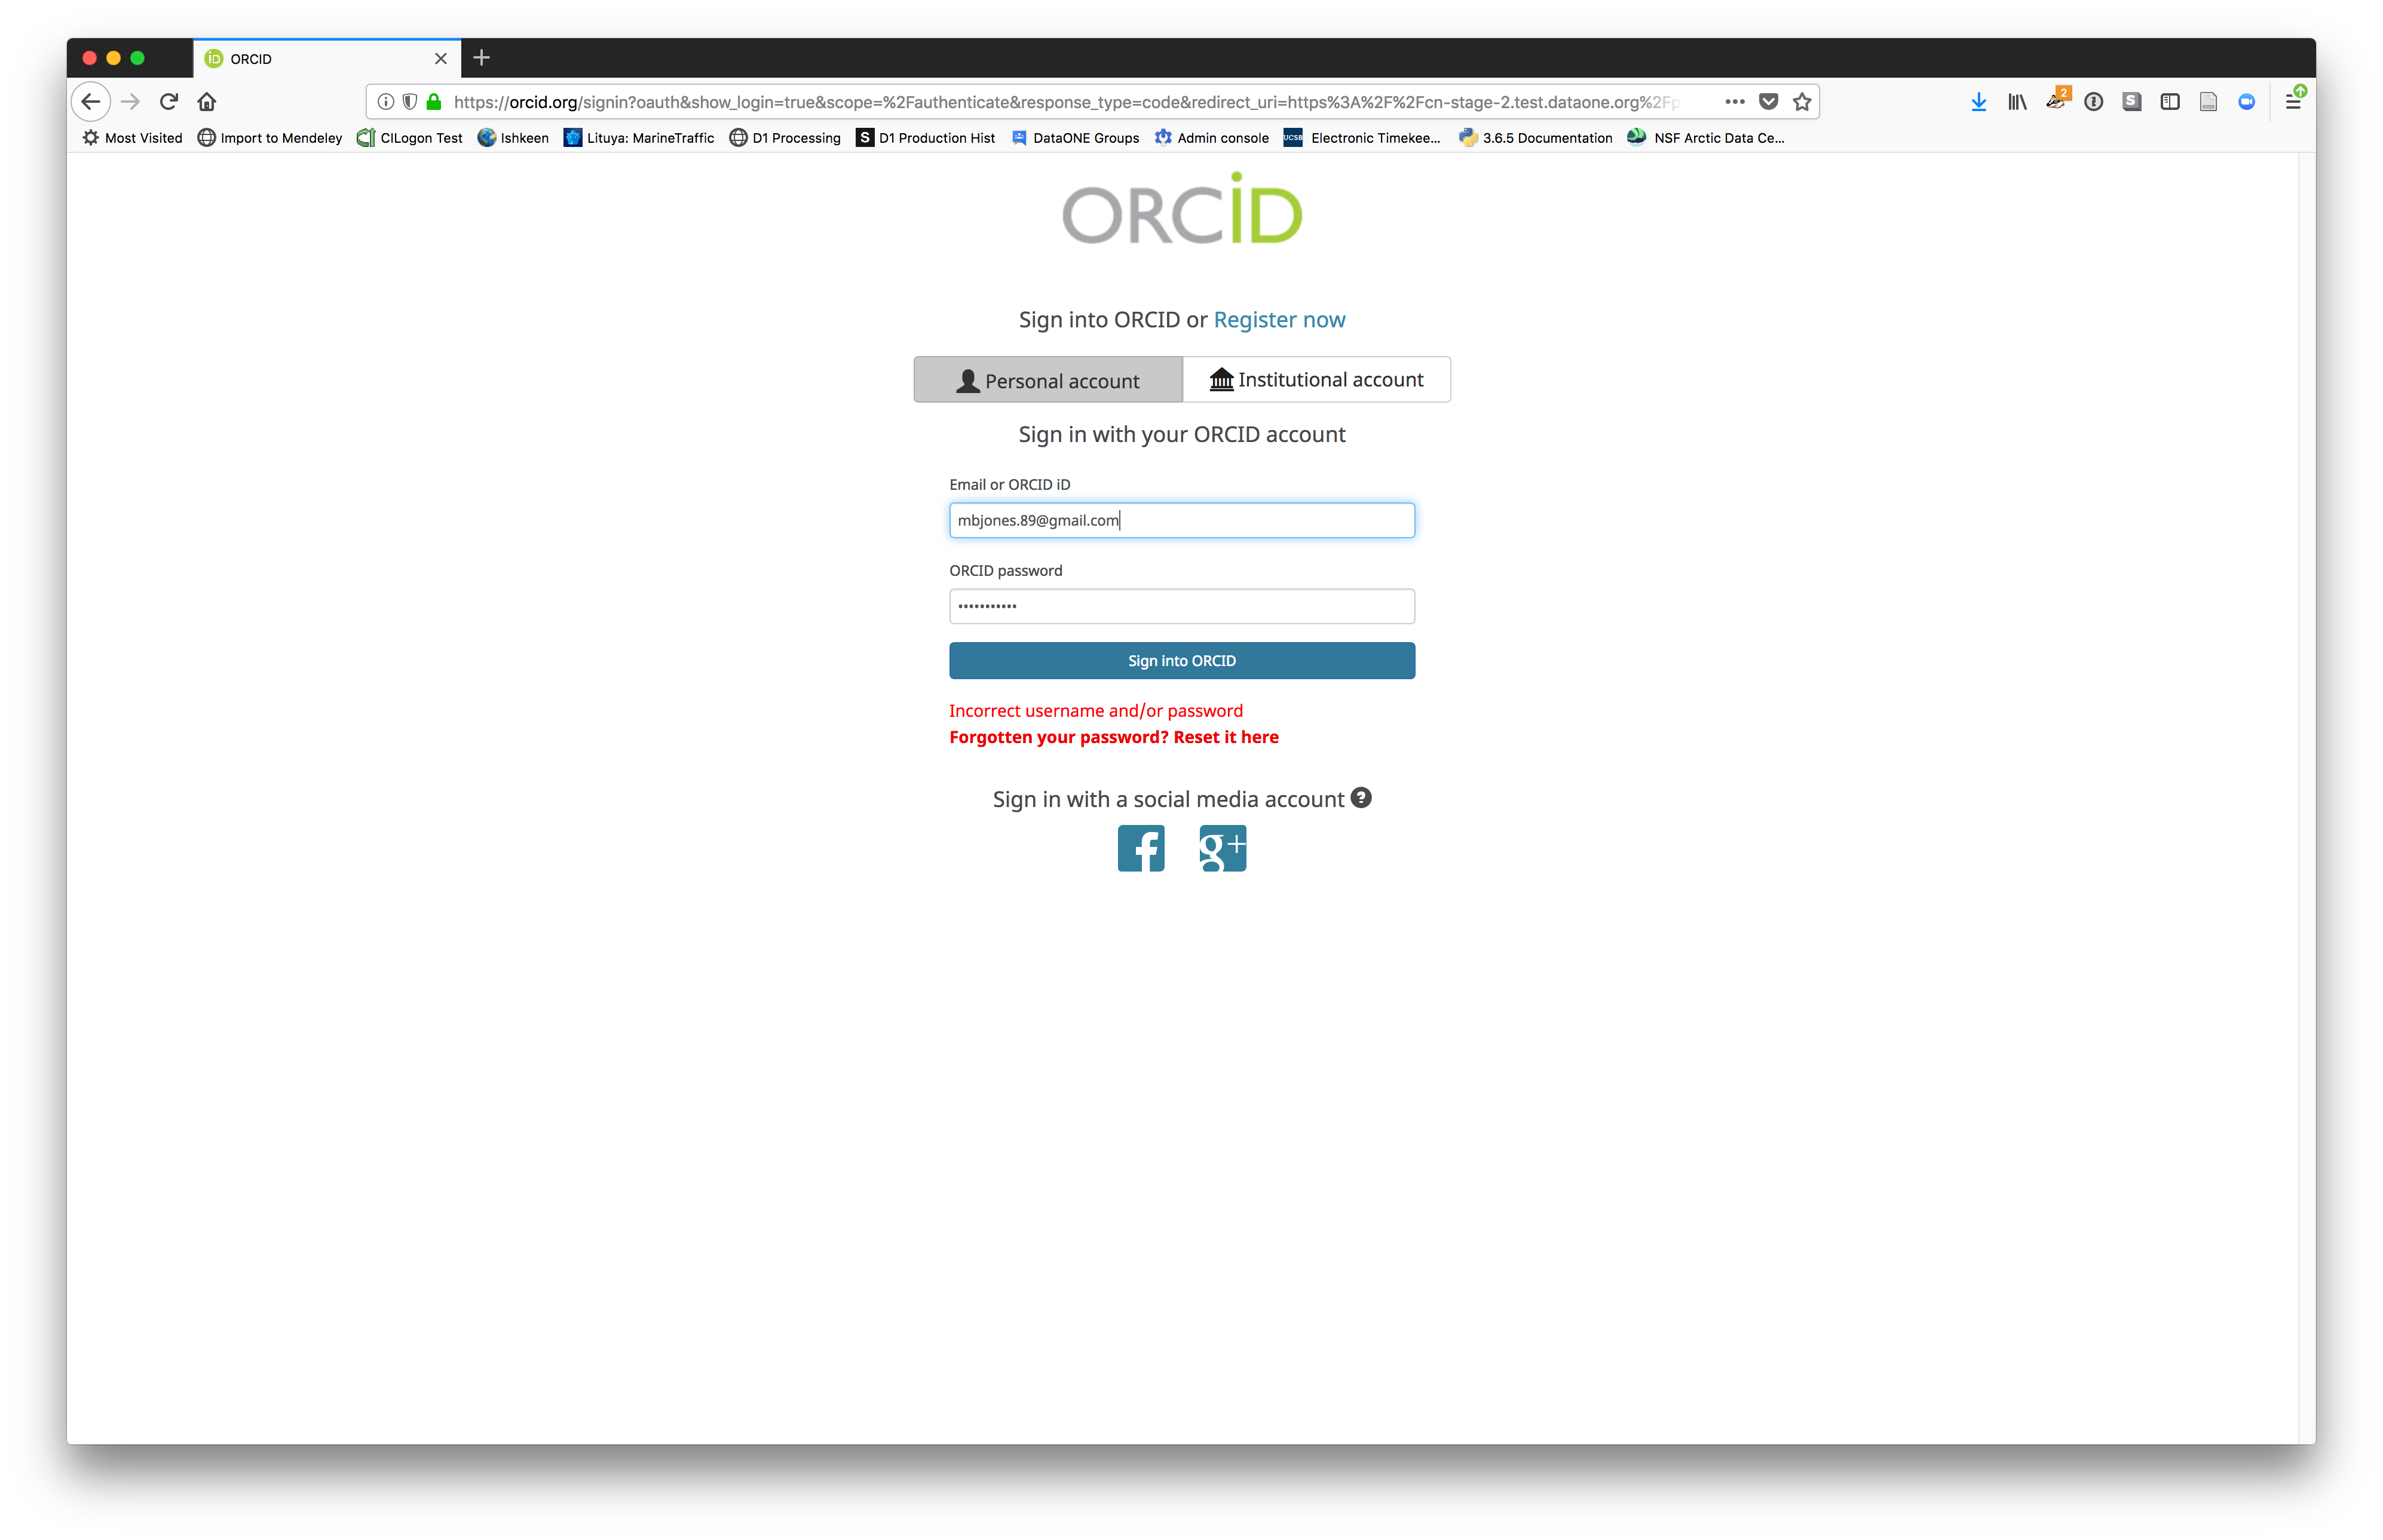 ORCID
https://orcid.org/signin?oauth&show_login=true&scope=%2Fauthenticate&response_type=code&redirect_uri=https%3A%2F%2Fcn-stage-2.test.dataone.org%2Fp
2
Most Visited Import to Mendeley CILogon Test Ishkeen Lituya: MarineTraffic D1 Processing S D1 Production Hist DataONE Groups Admin console UCSB Electronic Timekee... 3.6.5 Documentation NSF Arctic Data Ce...
ORCiD
Sign into ORCID or Register now
Personal account Institutional account
Sign in with your ORCID account
Email or ORCID iD
mbjones.89@gmail.com
ORCID password
•••••••••••
Sign into ORCID
Incorrect username and/or password
Forgotten your password? Reset it here
Sign in with a social media account ?
f g+